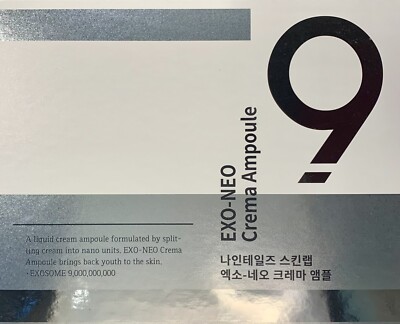 9
EXO-NEO
Crema Ampoule
A liquid cream ampoule formulated by split-
ting cream into nano units. EXO-NEO Crema
Ampoule brings back youth to the skin.
-EXOSOME 9,000,000,000
나인테일즈 스킨랩
엑소-네오 크레마 앰플